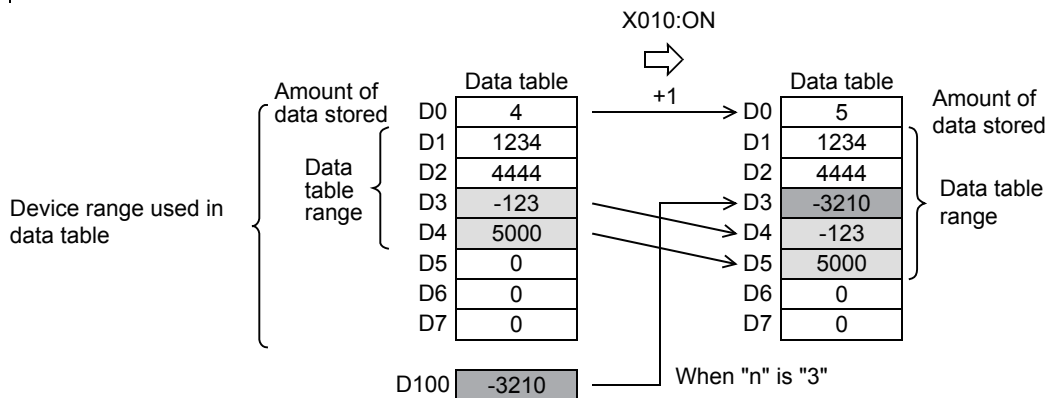 X010:ON
Data table
Data table
Amount of
data stored
+1
Amount of
data stored
D0 4
D0 5
D1 1234
D1 1234
D2 4444
D2 4444
Data
table
range
D3 -123
D3 -3210
Data table
range
Device range used in
data table
D4 5000
D4 -123
D5 0
D5 5000
D6 0
D6 0
D7 0
D7 0
D100 -3210
When "n" is "3"